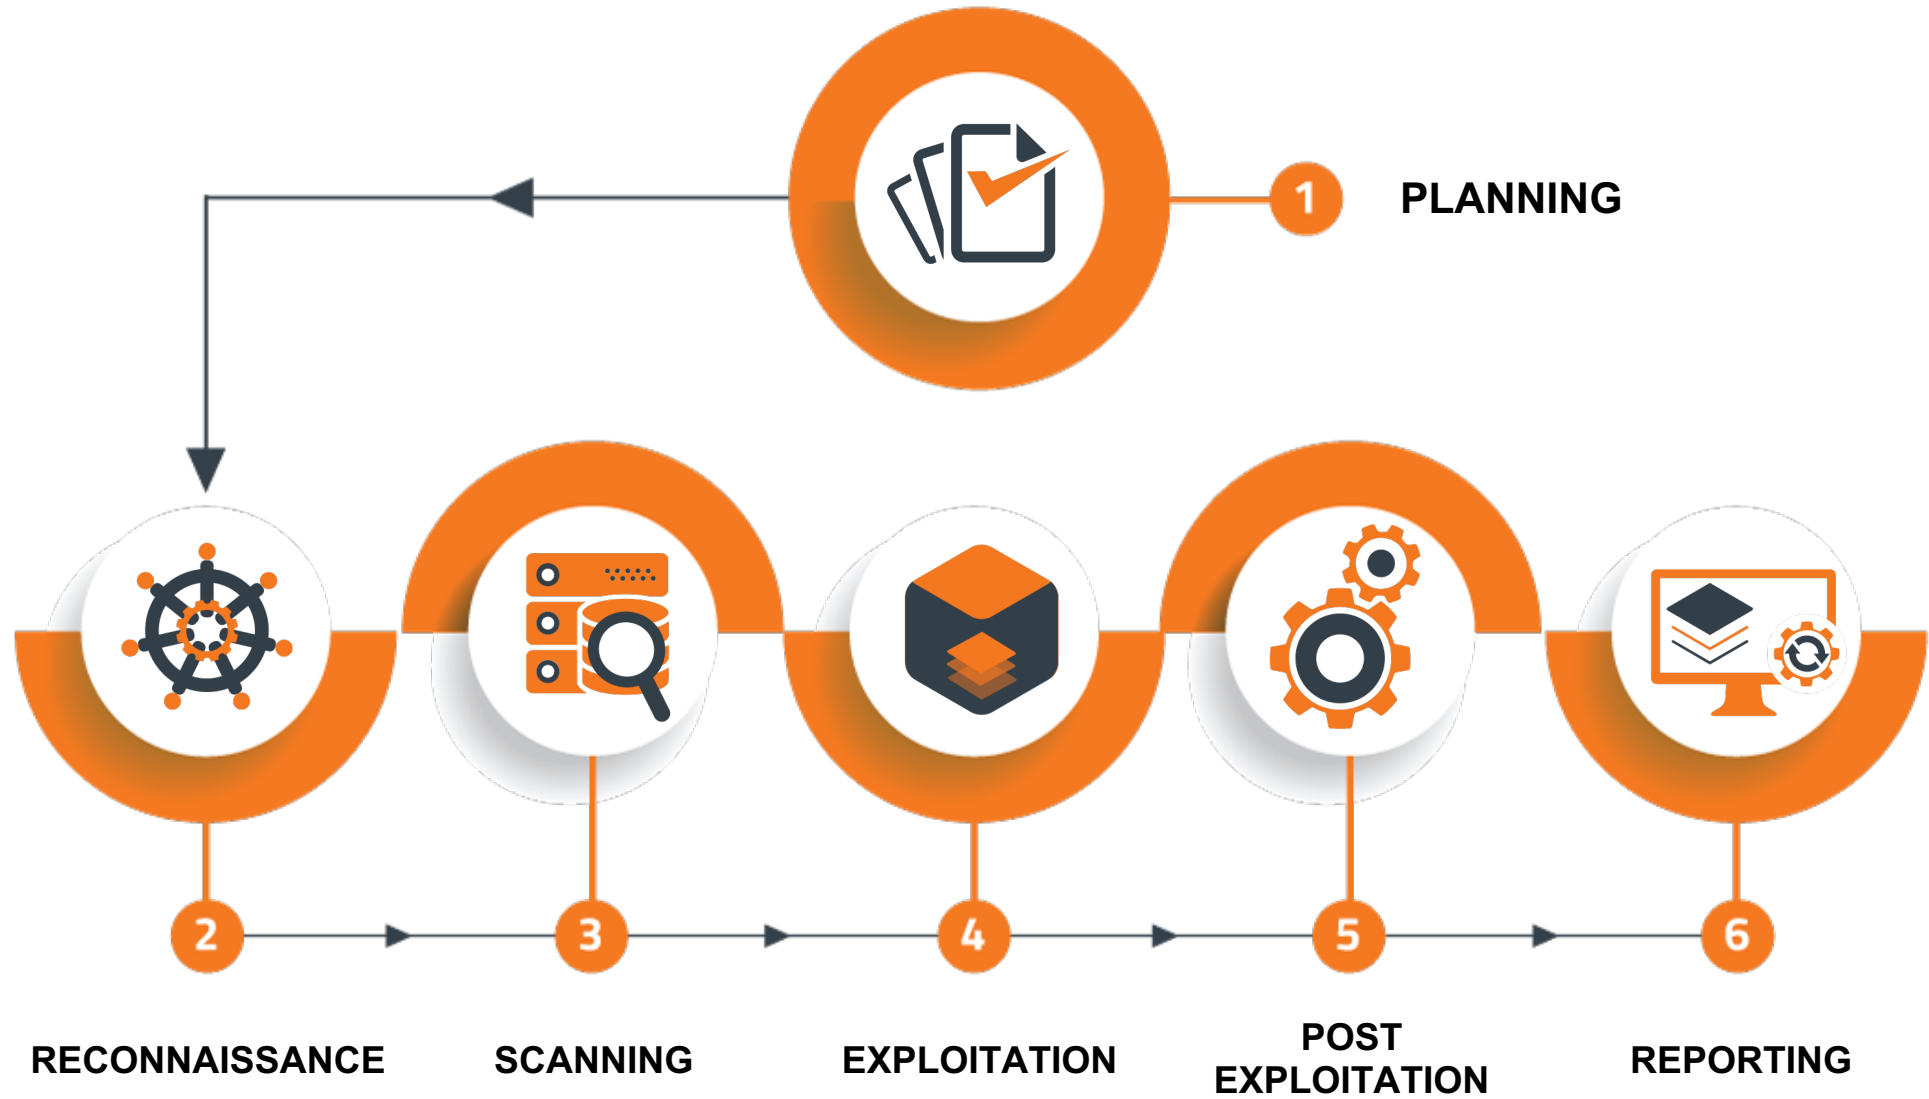 1
PLANNING
2
3
4
5
6
RECONNAISSANCE
SCANNING
EXPLOITATION
POST
EXPLOITATION
REPORTING